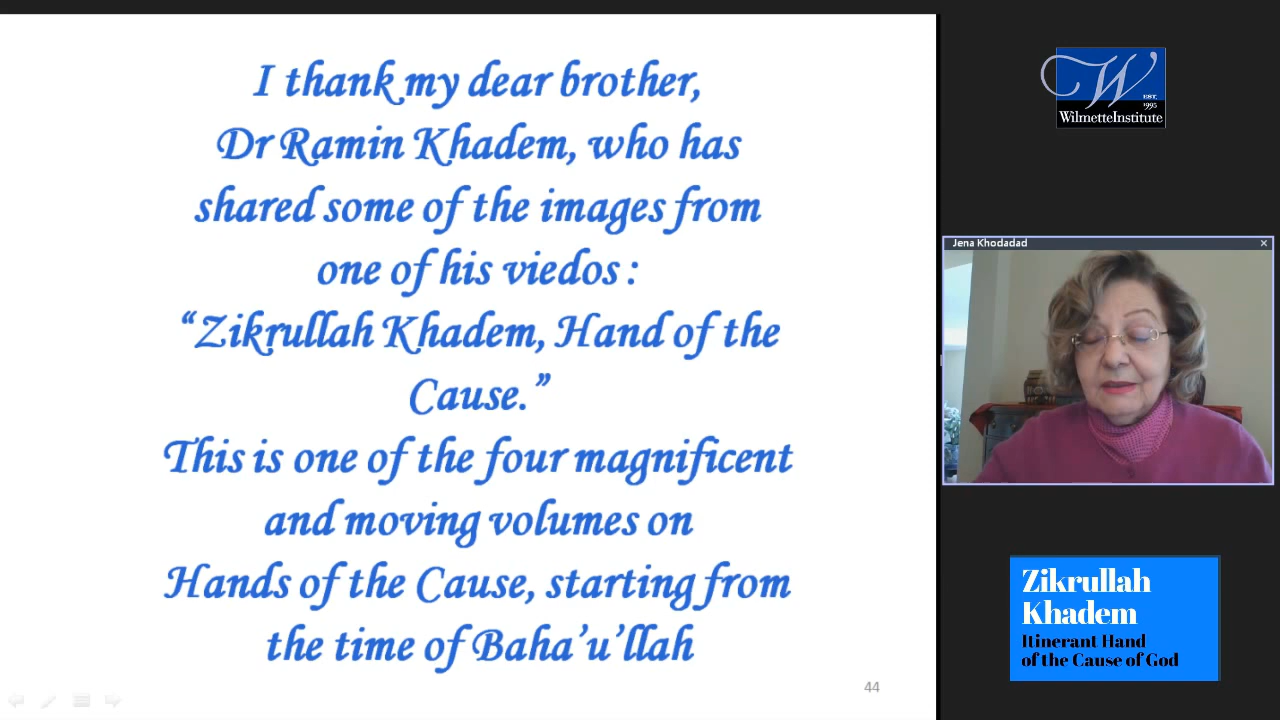 I thank my dear brother,
Dr Ramin Khadem, who has
shared some of the images from
one of his viedos :
“Zikrullah Khadem, Hand of the
Cause.”
This is one of the four magnificent
and moving volumes on
Hands of the Cause, starting from
the time of Baha’u’llah
44
W
EST.
1995
WilmetteInstitute
Jena Khodadad
Zikrullah
Khadem
Itinerant Hand
of the Cause of God